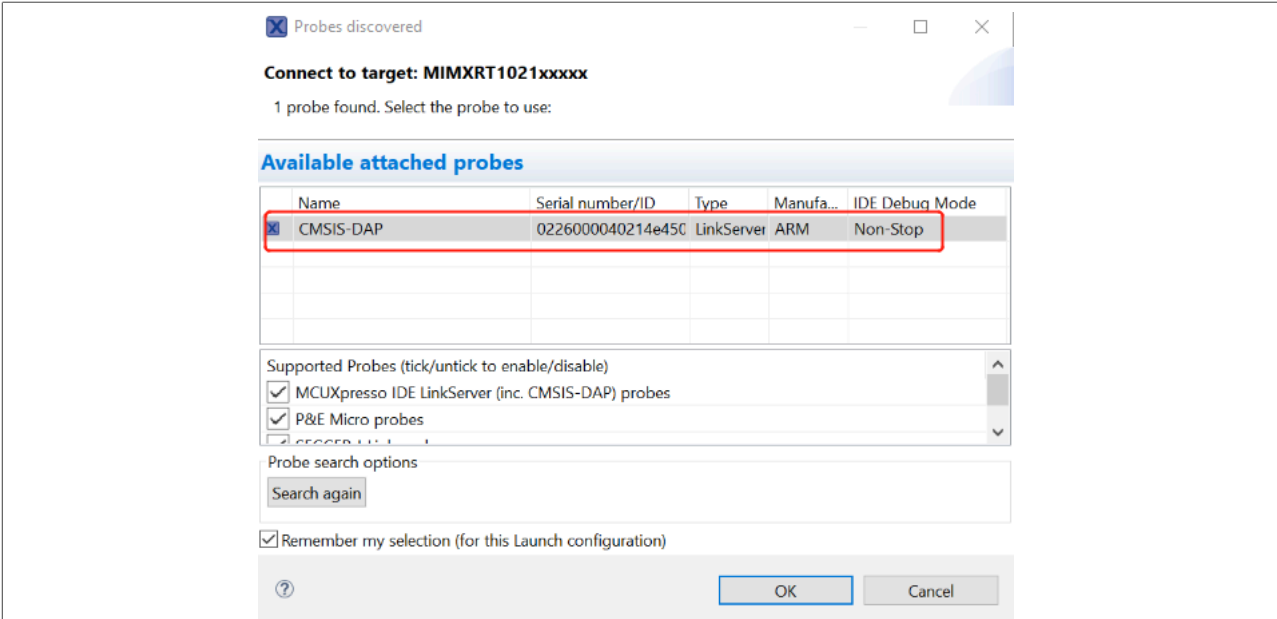 Probes discovered
Connect to target: MIMXRT1021xxxxx
1 probe found. Select the probe to use:
Available attached probes
Name Serial number/ID Type Manufa... IDE Debug Mode
CMSIS-DAP 0226000040214e450 LinkServer ARM Non-Stop
Supported Probes (tick/untick to enable/disable)
MCUXpresso IDE LinkServer (inc. CMSIS-DAP) probes
P&E Micro probes
Probe search options
Search again
Remember my selection (for this Launch configuration)
OK Cancel